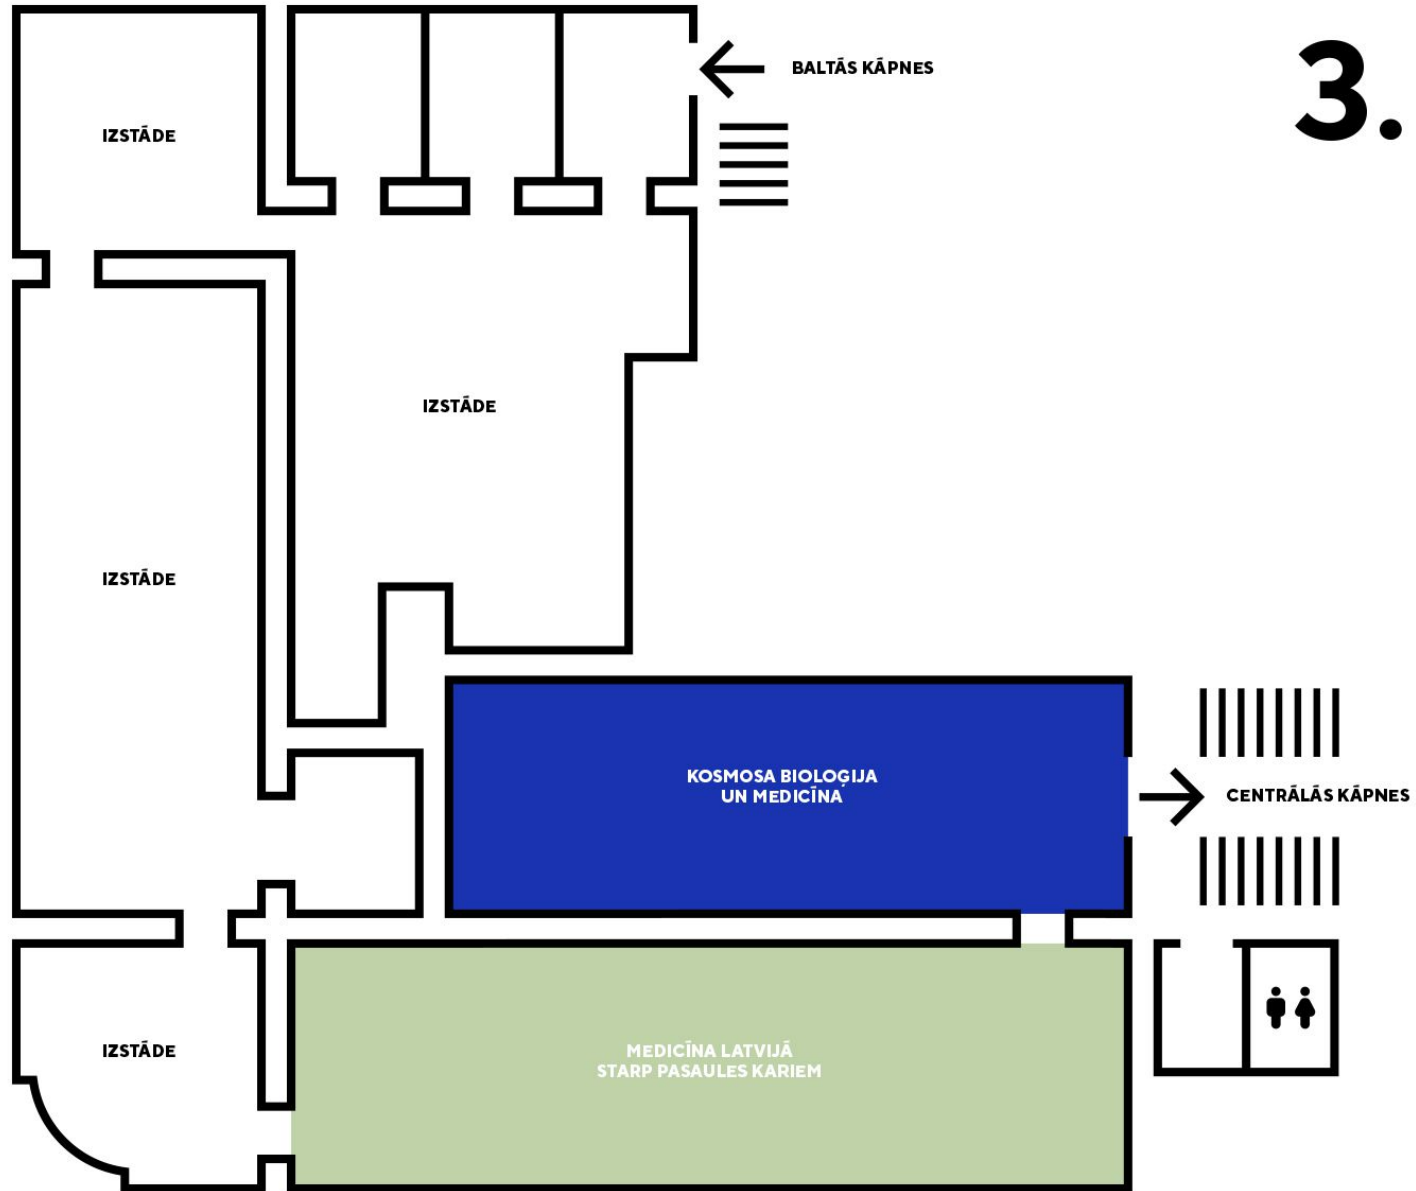 3.
BALTĀS KĀPNES
IZSTĀDE
IZSTĀDE
IZSTĀDE
KOSMOSA BIOLOĢIJA
UN MEDICĪNA
CENTRĀLĀS KĀPNES
IZSTĀDE
MEDICĪNA LATVIJĀ
STARP PASAULES KARIEM